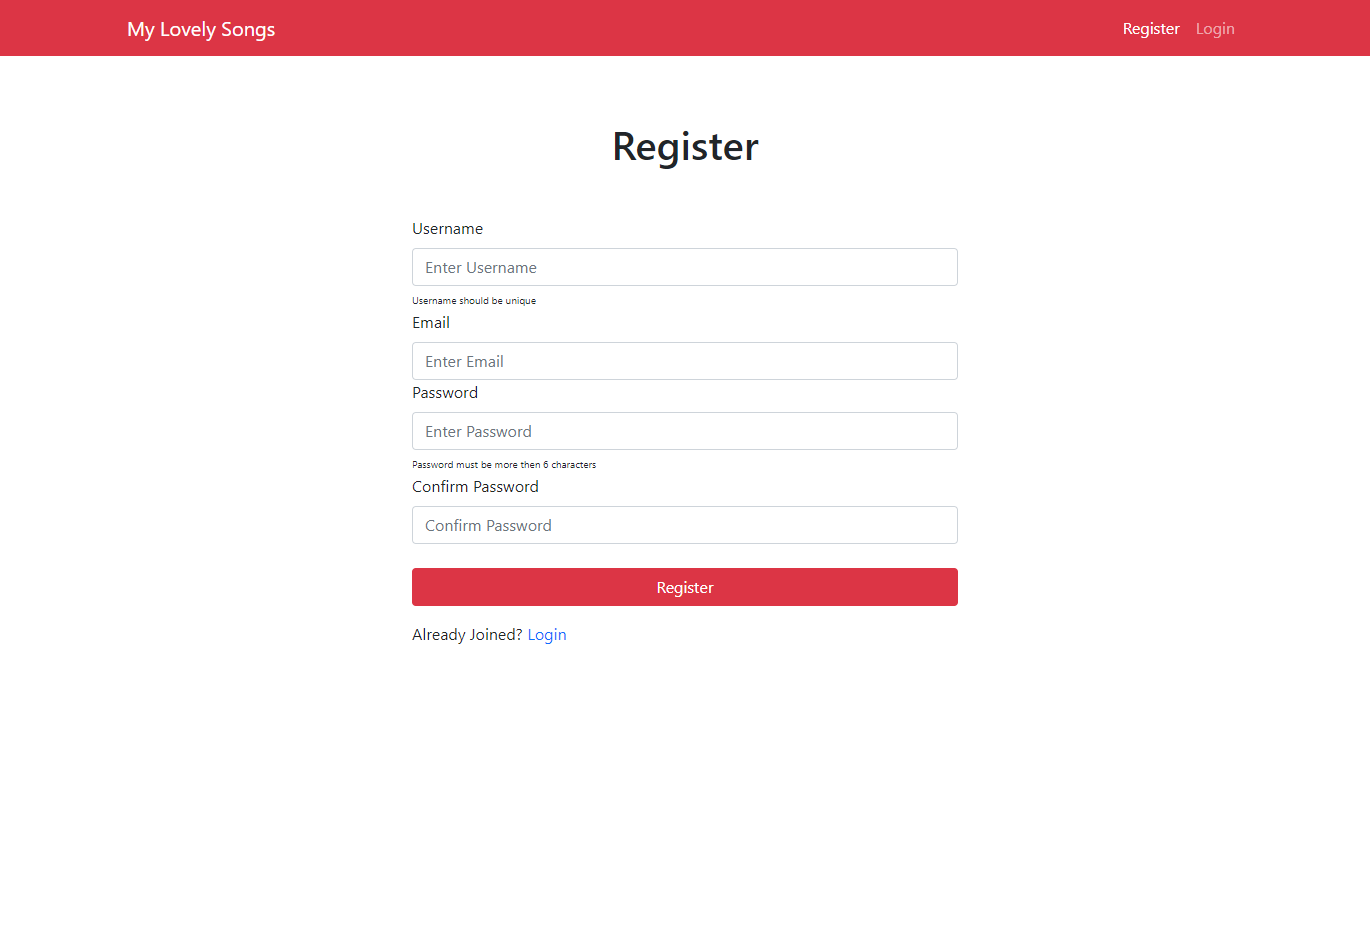 My Lovely Songs
Register Login
Register
Username
Enter Username
Username should be unique
Email
Enter Email
Password
Enter Password
Password must be more then 6 characters
Confirm Password
Confirm Password
Register
Already Joined? Login